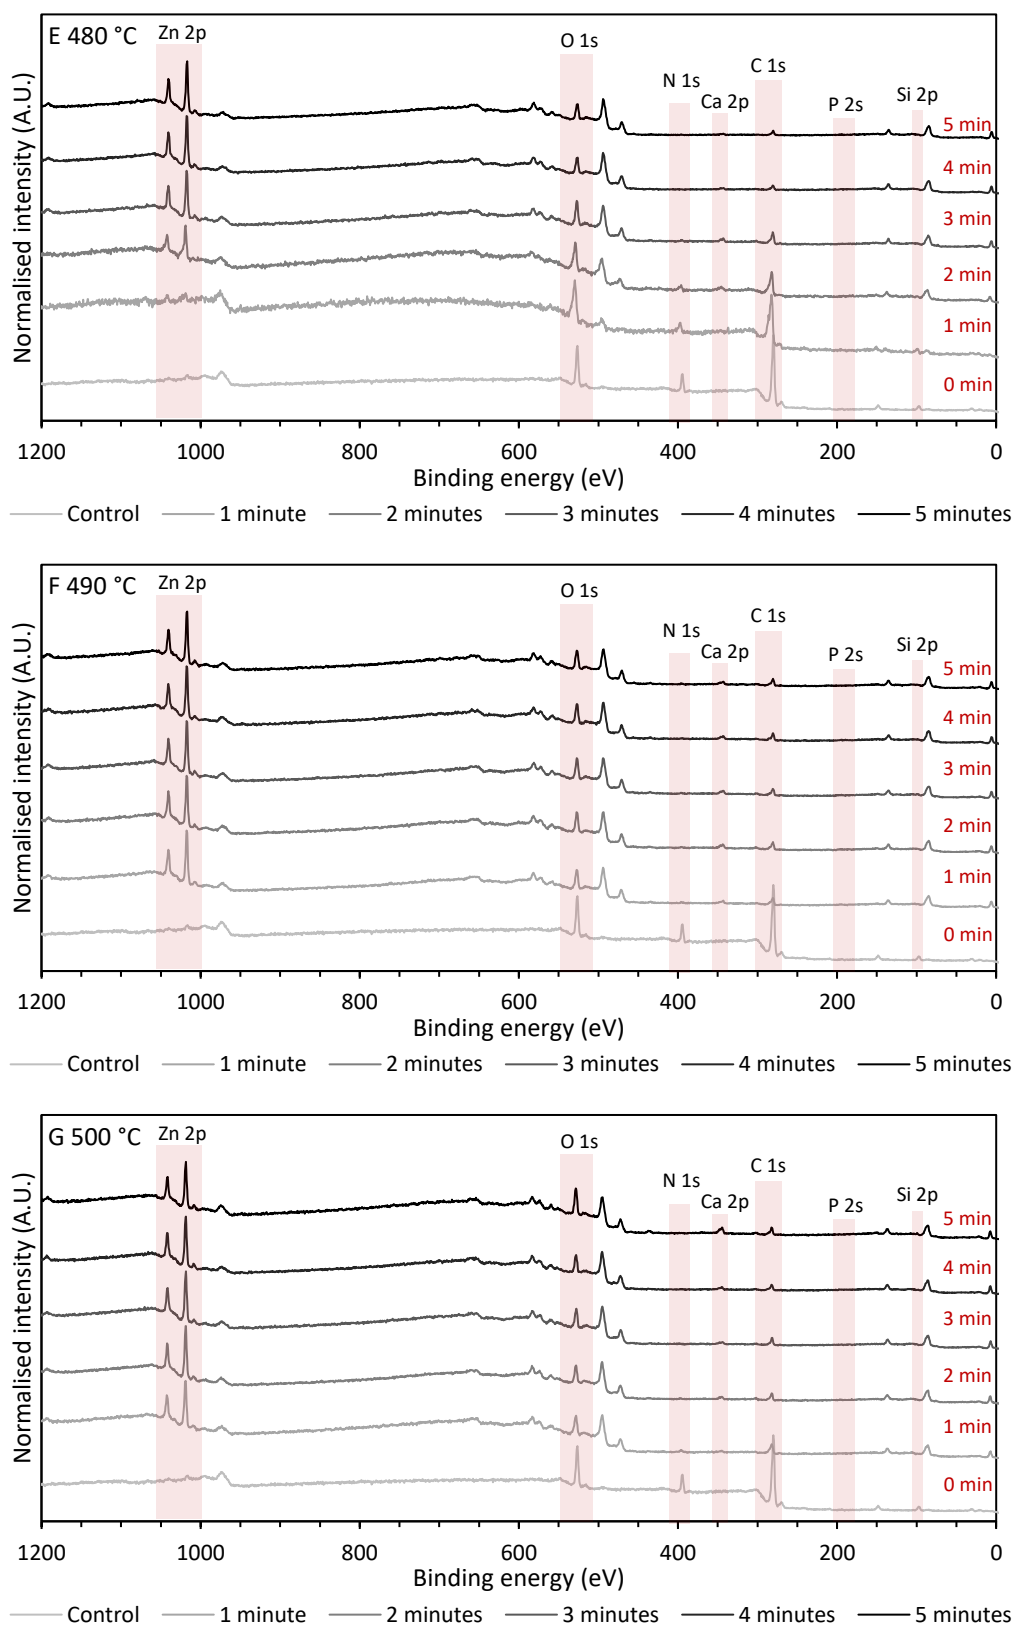 E 480 °C
Zn 2p
O 1s
N 1s
C 1s
Ca 2p
P 2s
Si 2p
5 min
4 min
3 min
2 min
1 min
0 min
Normalised intensity (A.U.)
1200 1000 800 600 400 200 0
Binding energy (eV)
Control 1 minute 2 minutes 3 minutes 4 minutes 5 minutes
F 490 °C
Zn 2p
O 1s
N 1s
C 1s
Ca 2p
P 2s
Si 2p
5 min
4 min
3 min
2 min
1 min
0 min
Normalised intensity (A.U.)
1200 1000 800 600 400 200 0
Binding energy (eV)
Control 1 minute 2 minutes 3 minutes 4 minutes 5 minutes
G 500 °C
Zn 2p
O 1s
N 1s
C 1s
Ca 2p
P 2s
Si 2p
5 min
4 min
3 min
2 min
1 min
0 min
Normalised intensity (A.U.)
1200 1000 800 600 400 200 0
Binding energy (eV)
Control 1 minute 2 minutes 3 minutes 4 minutes 5 minutes